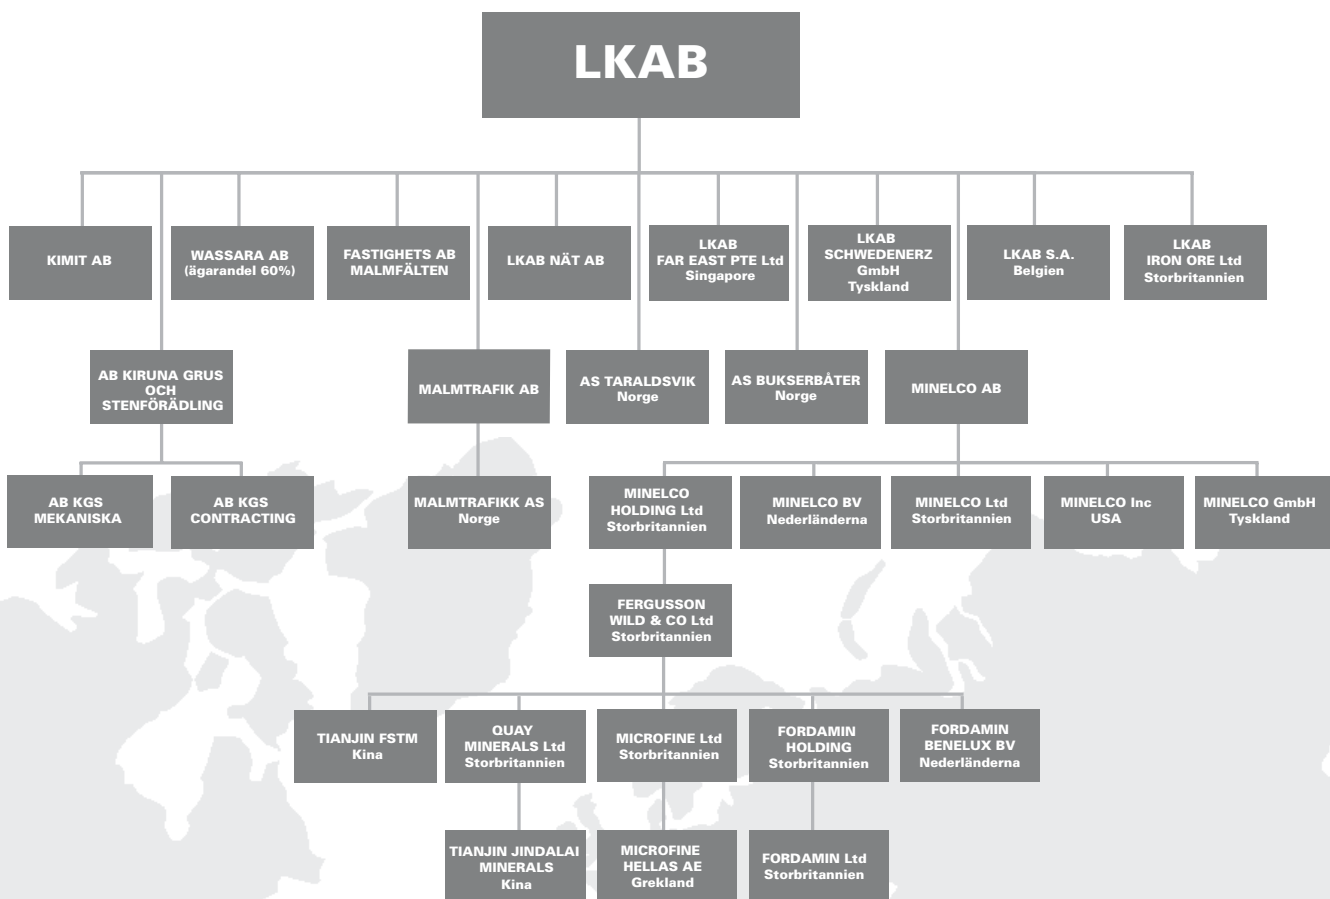 LKAB
KIMIT AB
WASSARA AB
(ägarandel 60%)
FASTIGHETS AB
MALMFÄLTEN
LKAB NÄT AB
LKAB
FAR EAST PTE Ltd
Singapore
LKAB
SCHWEDENERZ
GmbH
Tyskland
LKAB S.A.
Belgien
LKAB
IRON ORE Ltd
Storbritannien
AB KIRUNA GRUS
OCH
STENFÖRÄDLING
MALMTRAFIK AB
AS TARALDSVIK
Norge
AS BUKSERBÅTER
Norge
MINELCO AB
AB KGS
MEKANISKA
AB KGS
CONTRACTING
MALMTRAFIKK AS
Norge
MINELCO
HOLDING Ltd
Storbritannien
MINELCO BV
Nederländerna
MINELCO Ltd
Storbritannien
MINELCO Inc
USA
MINELCO GmbH
Tyskland
FERGUSSON
WILD & CO Ltd
Storbritannien
TIANJIN FSTM
Kina
QUAY
MINERALS Ltd
Storbritannien
MICROFINE Ltd
Storbritannien
FORDAMIN
HOLDING
Storbritannien
FORDAMIN
BENELUX BV
Nederländerna
TIANJIN JINDALAI
MINERALS
Kina
MICROFINE
HELLAS AE
Grekland
FORDAMIN Ltd
Storbritannien